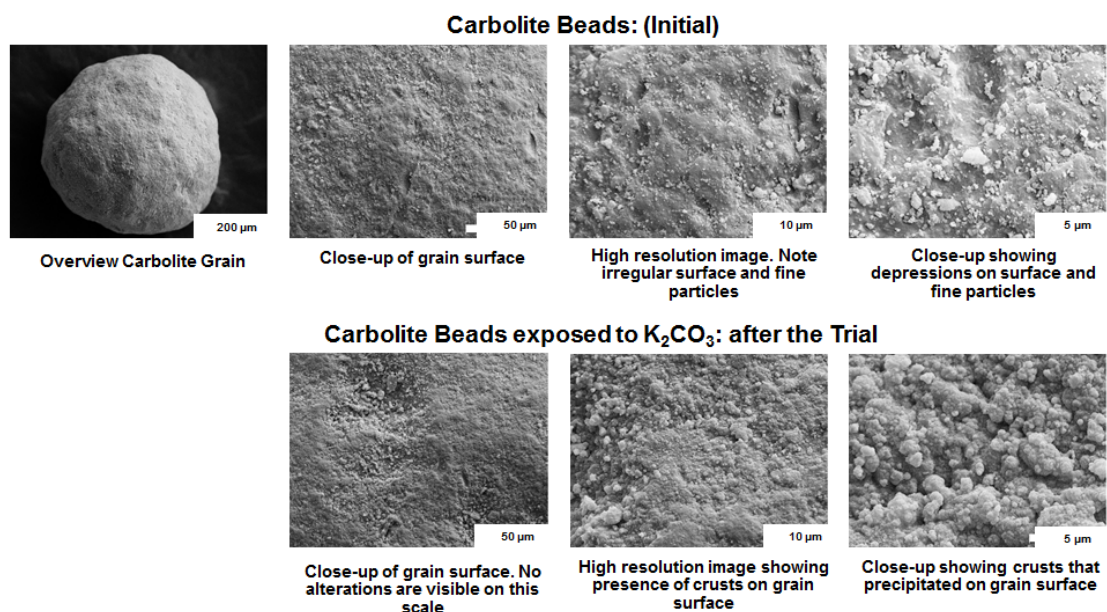 Carbolite Beads: (Initial)
200 µm
50 µm
10 µm
5 µm
Overview Carbolite Grain
Close-up of grain surface
High resolution image. Note
irregular surface and fine
particles
Close-up showing
depressions on surface and
fine particles
Carbolite Beads exposed to K₂CO₃: after the Trial
50 µm
10 µm
5 µm
Close-up of grain surface. No
alterations are visible on this
scale
High resolution image showing
presence of crusts on grain
surface
Close-up showing crusts that
precipitated on grain surface